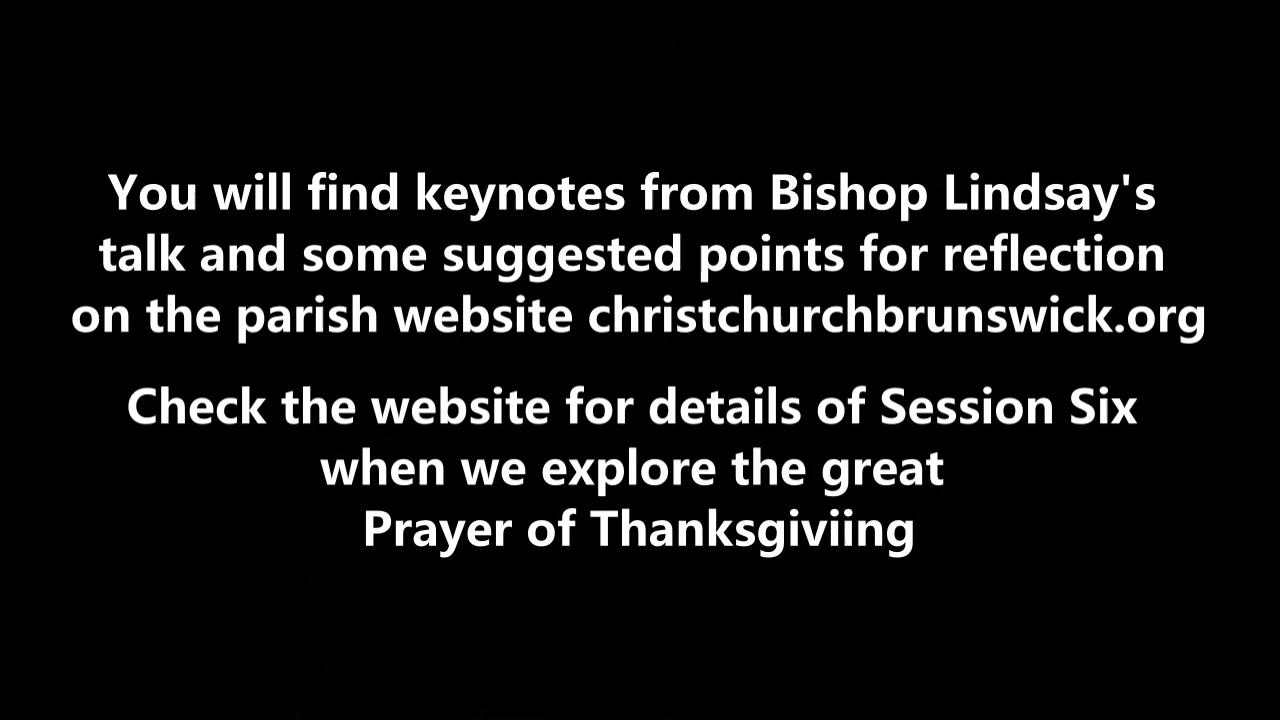 You will find keynotes from Bishop Lindsay's
talk and some suggested points for reflection
on the parish website christchurchbrunswick.org
Check the website for details of Session Six
when we explore the great
Prayer of Thanksgiviing